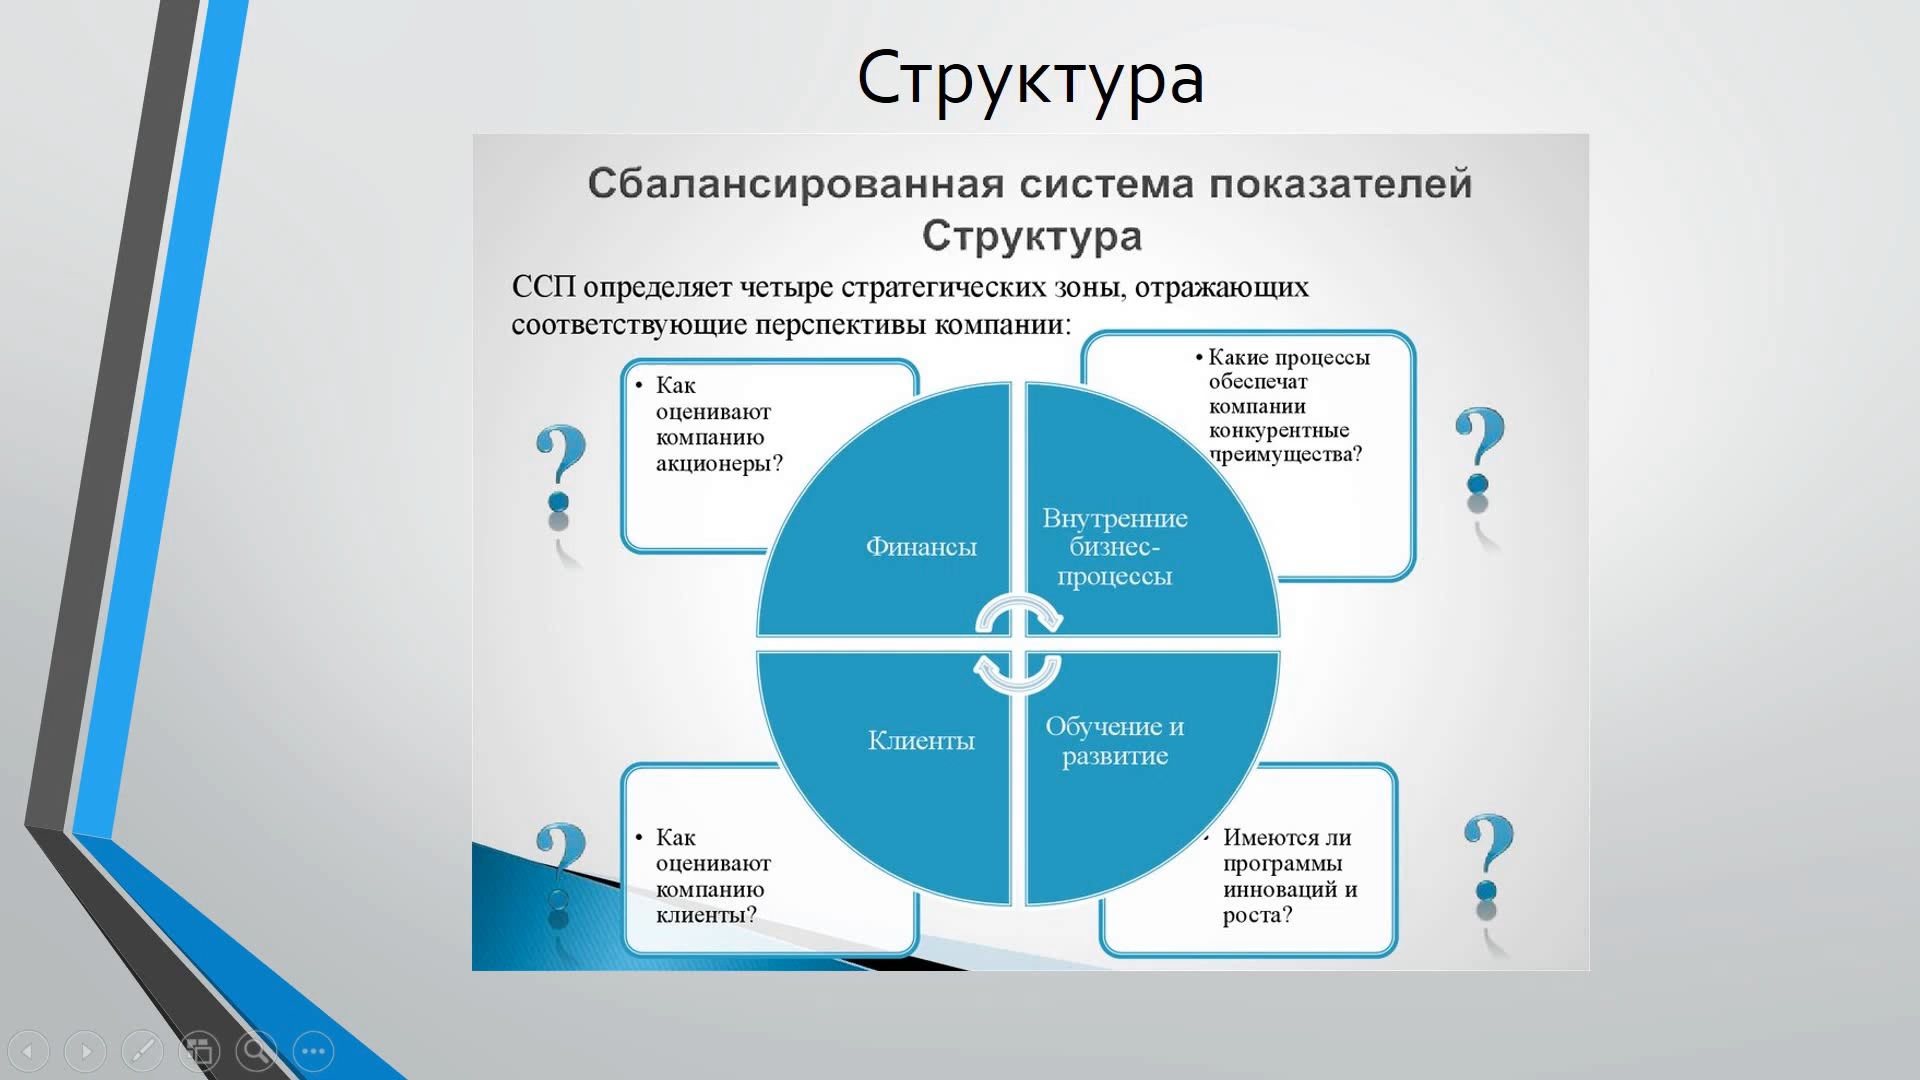 Структура
Сбалансированная система показателей
Структура
ССП определяет четыре стратегических зоны, отражающих
соответствующие перспективы компании:
• Как
оценивают
компанию
акционеры?
• Какие процессы
обеспечат
компании
конкурентные
преимущества?
?
?
Финансы
Внутренние
бизнес-
процессы
Клиенты
Обучение и
развитие
• Как
оценивают
компанию
клиенты?
• Имеются ли
программы
инноваций и
роста?
?
?